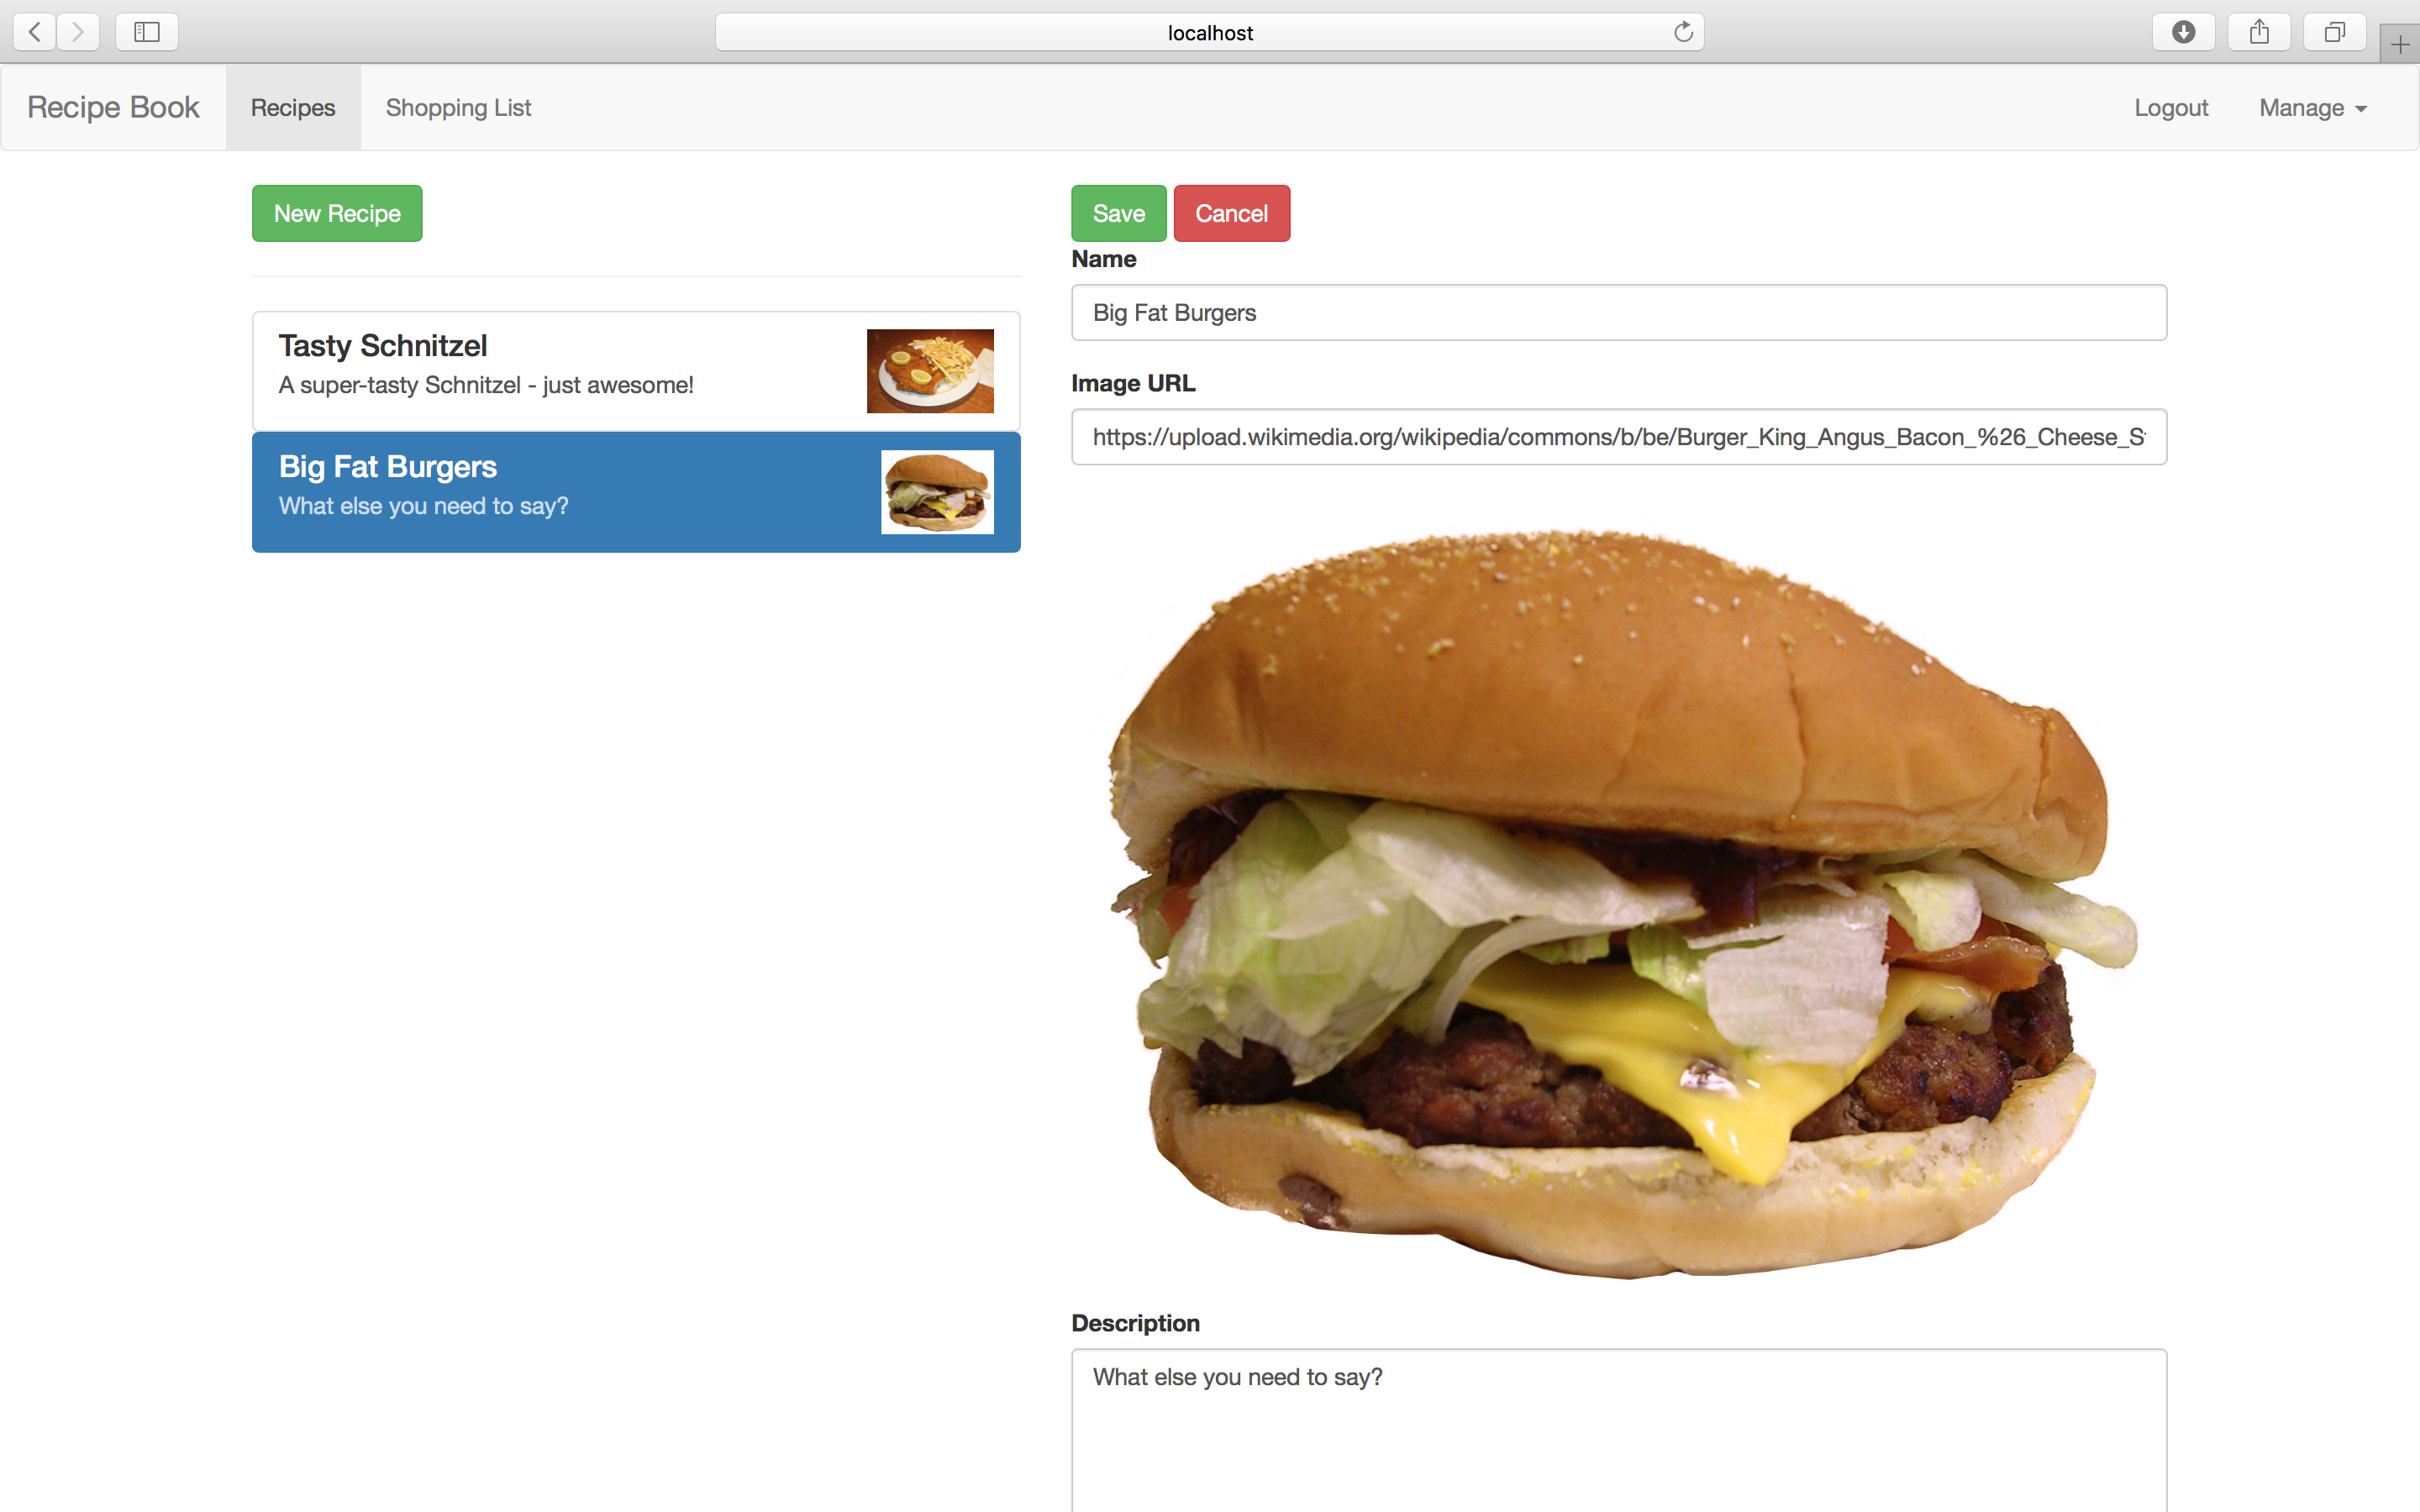 localhost
Recipe Book Recipes Shopping List Logout Manage
New Recipe
Tasty Schnitzel
A super-tasty Schnitzel - just awesome!
Big Fat Burgers
What else you need to say?
Save Cancel
Name
Big Fat Burgers
Image URL
https://upload.wikimedia.org/wikipedia/commons/b/be/Burger_King_Angus_Bacon_%26_Cheese_S
Description
What else you need to say?